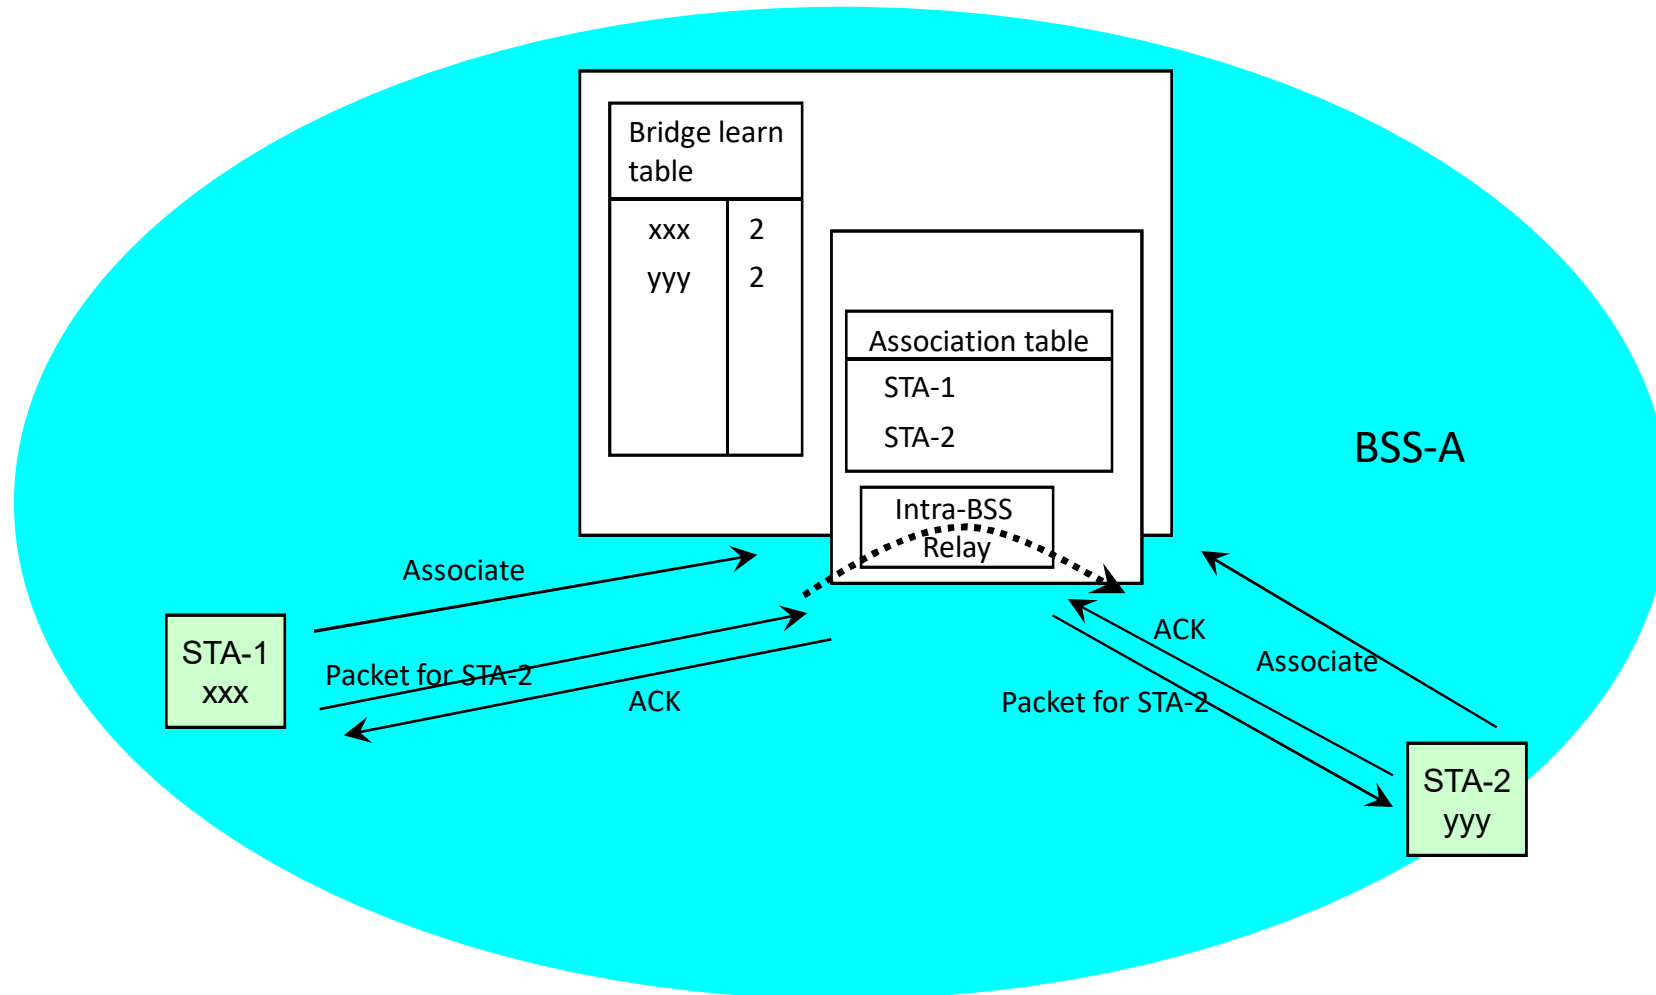 Bridge learn
table
xxx 2
yyy 2
Association table
STA-1
STA-2
BSS-A
Intra-BSS
Relay
Associate
STA-1
xxx
Packet for STA-2
ACK
ACK
Associate
Packet for STA-2
STA-2
yyy